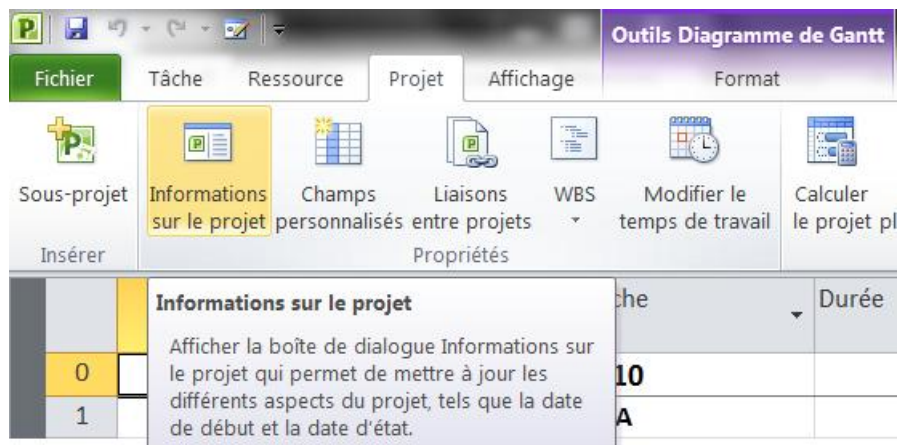 Outils Diagramme de Gantt
Fichier Tâche Ressource Projet Affichage Format
Sous-projet Informations sur le projet Champs personnalisés Liaisons entre projets WBS Modifier le temps de travail Calculer le projet
Insérer Propriétés
Durée
Informations sur le projet
Afficher la boîte de dialogue Informations sur
le projet qui permet de mettre à jour les
différents aspects du projet, tels que la date
de début et la date d'état.
0 10
1 A